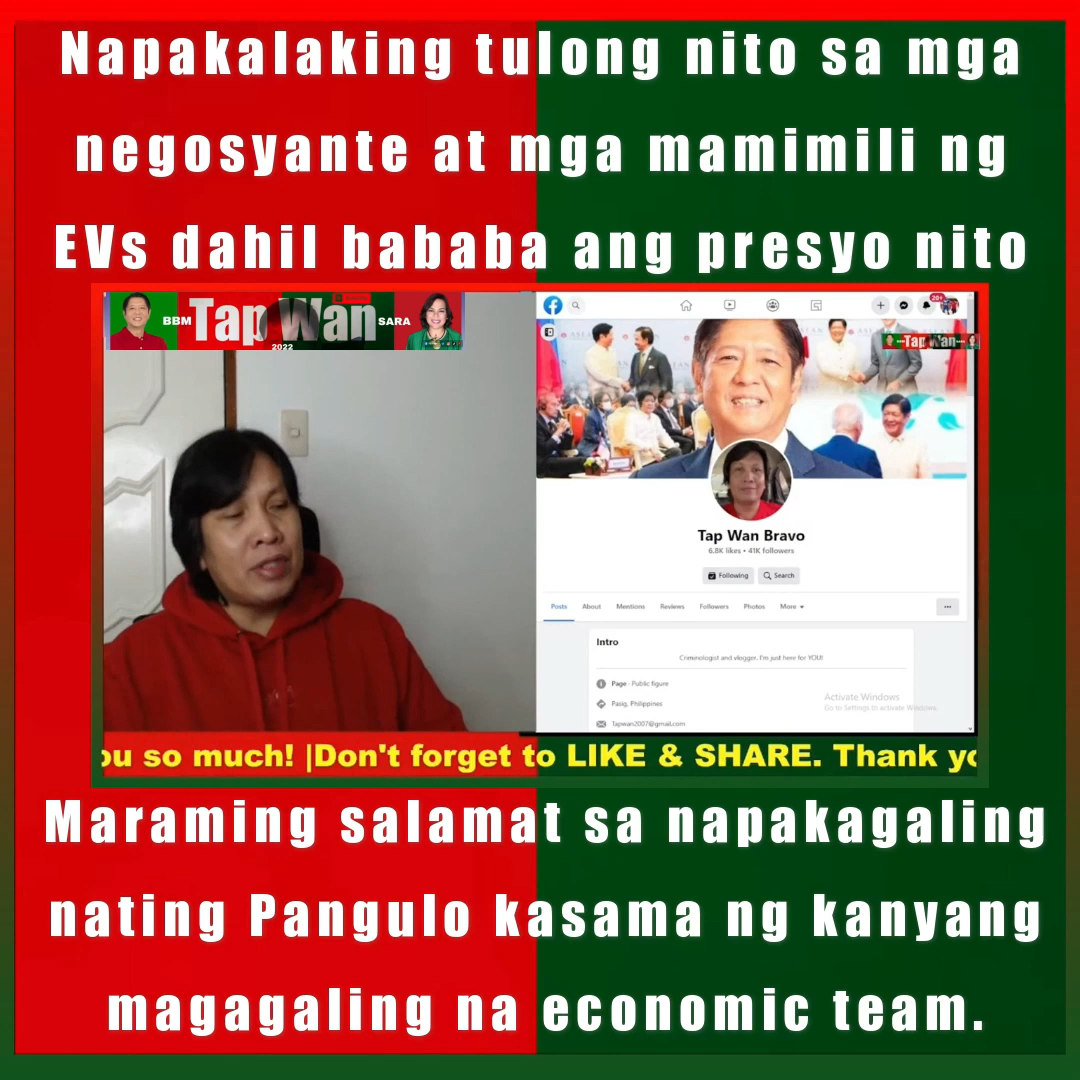 Napakalaking tulong nito sa mga
negosyante at mga mamimili ng
EVs dahil bababa ang presyo nito
BBM Tap Wan SARA
2022
Tap Wan
Tap Wan Bravo
6.8K likes • 41K followers
Following
Search
Posts About Mentions Reviews Followers Photos More
Intro
Criminologist and vlogger. I'm just here for YOU!
Page · Public figure
Pasig, Philippines
Tapwan2007@gmail.com
Activate Windows
Go to Settings to activate Windows.
20+
ou so much! |Don't forget to LIKE & SHARE. Thank yo
Maraming salamat sa napakagaling
nating Pangulo kasama ng kanyang
magagaling na economic team.